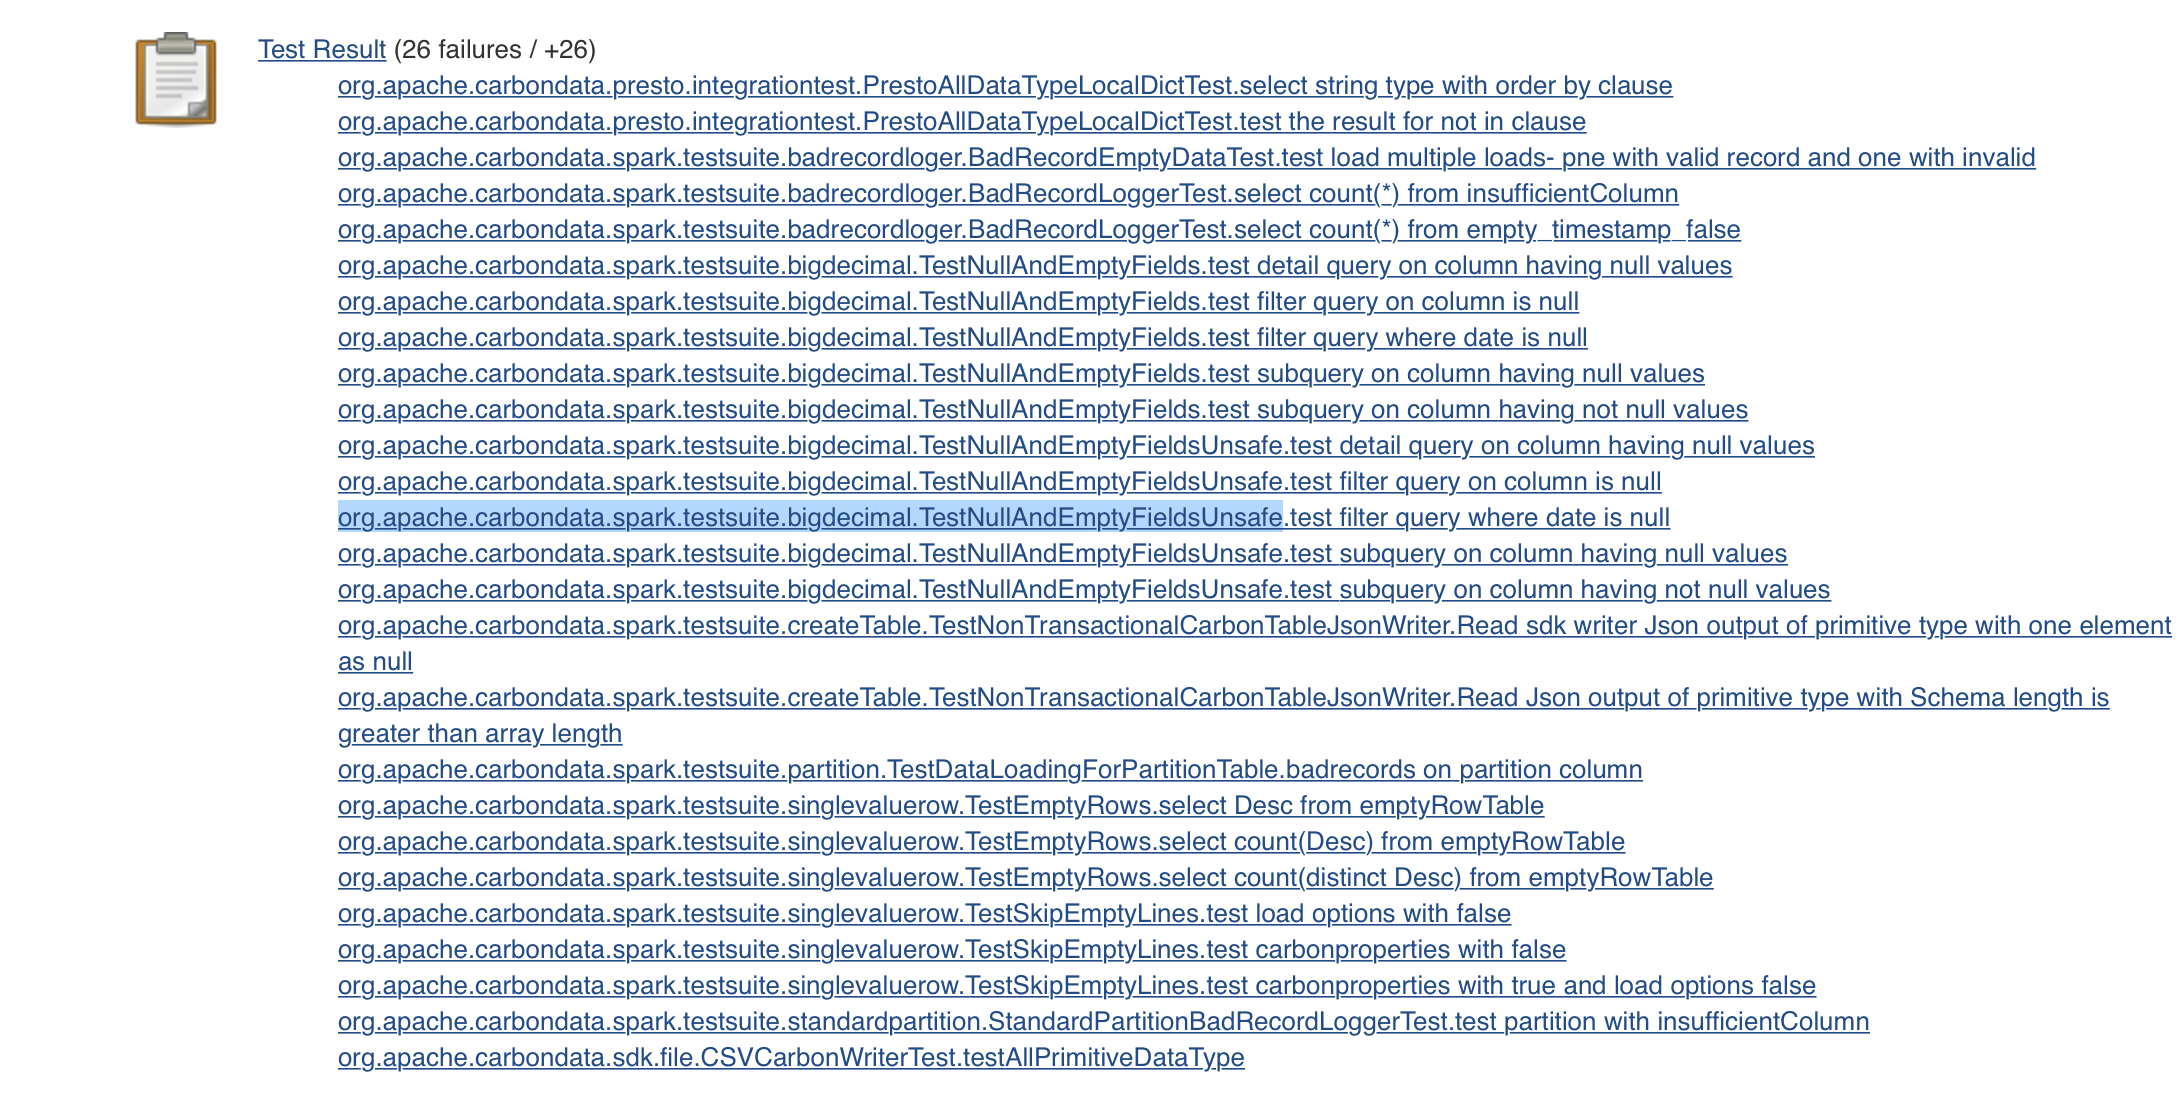 Test Result (26 failures / +26)
org.apache.carbondata.presto.integrationtest.PrestoAllDataTypeLocalDictTest.select string type with order by clause
org.apache.carbondata.presto.integrationtest.PrestoAllDataTypeLocalDictTest.test the result for not in clause
org.apache.carbondata.spark.testsuite.badrecordloger.BadRecordEmptyDataTest.test load multiple loads- pne with valid record and one with invalid
org.apache.carbondata.spark.testsuite.badrecordloger.BadRecordLoggerTest.select count(*) from insufficientColumn
org.apache.carbondata.spark.testsuite.badrecordloger.BadRecordLoggerTest.select count(*) from empty_timestamp_false
org.apache.carbondata.spark.testsuite.bigdecimal.TestNullAndEmptyFields.test detail query on column having null values
org.apache.carbondata.spark.testsuite.bigdecimal.TestNullAndEmptyFields.test filter query on column is null
org.apache.carbondata.spark.testsuite.bigdecimal.TestNullAndEmptyFields.test filter query where date is null
org.apache.carbondata.spark.testsuite.bigdecimal.TestNullAndEmptyFields.test subquery on column having null values
org.apache.carbondata.spark.testsuite.bigdecimal.TestNullAndEmptyFields.test subquery on column having not null values
org.apache.carbondata.spark.testsuite.bigdecimal.TestNullAndEmptyFieldsUnsafe.test detail query on column having null values
org.apache.carbondata.spark.testsuite.bigdecimal.TestNullAndEmptyFieldsUnsafe.test filter query on column is null
org.apache.carbondata.spark.testsuite.bigdecimal.TestNullAndEmptyFieldsUnsafe.test filter query where date is null
org.apache.carbondata.spark.testsuite.bigdecimal.TestNullAndEmptyFieldsUnsafe.test subquery on column having null values
org.apache.carbondata.spark.testsuite.bigdecimal.TestNullAndEmptyFieldsUnsafe.test subquery on column having not null values
org.apache.carbondata.spark.testsuite.createTable.TestNonTransactionalCarbonTableJsonWriter.Read sdk writer Json output of primitive type with one element
as null
org.apache.carbondata.spark.testsuite.createTable.TestNonTransactionalCarbonTableJsonWriter.Read Json output of primitive type with Schema length is
greater than array length
org.apache.carbondata.spark.testsuite.partition.TestDataLoadingForPartitionTable.badrecords on partition column
org.apache.carbondata.spark.testsuite.singlevaluerow.TestEmptyRows.select Desc from emptyRowTable
org.apache.carbondata.spark.testsuite.singlevaluerow.TestEmptyRows.select count(Desc) from emptyRowTable
org.apache.carbondata.spark.testsuite.singlevaluerow.TestEmptyRows.select count(distinct Desc) from emptyRowTable
org.apache.carbondata.spark.testsuite.singlevaluerow.TestSkipEmptyLines.test load options with false
org.apache.carbondata.spark.testsuite.singlevaluerow.TestSkipEmptyLines.test carbonproperties with false
org.apache.carbondata.spark.testsuite.singlevaluerow.TestSkipEmptyLines.test carbonproperties with true and load options false
org.apache.carbondata.spark.testsuite.standardpartition.StandardPartitionBadRecordLoggerTest.test partition with insufficientColumn
org.apache.carbondata.sdk.file.CSVCarbonWriterTest.testAllPrimitiveDataType